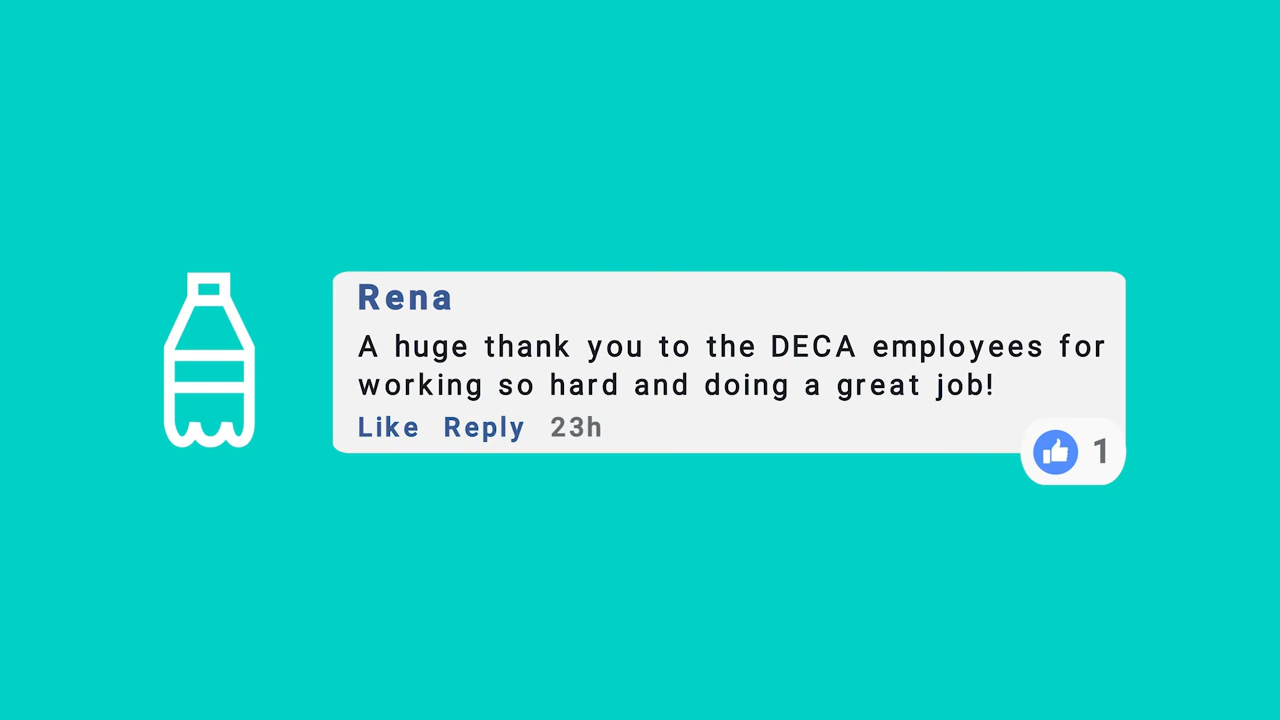 Rena
A huge thank you to the DECA employees for
working so hard and doing a great job!
Like Reply 23h
1